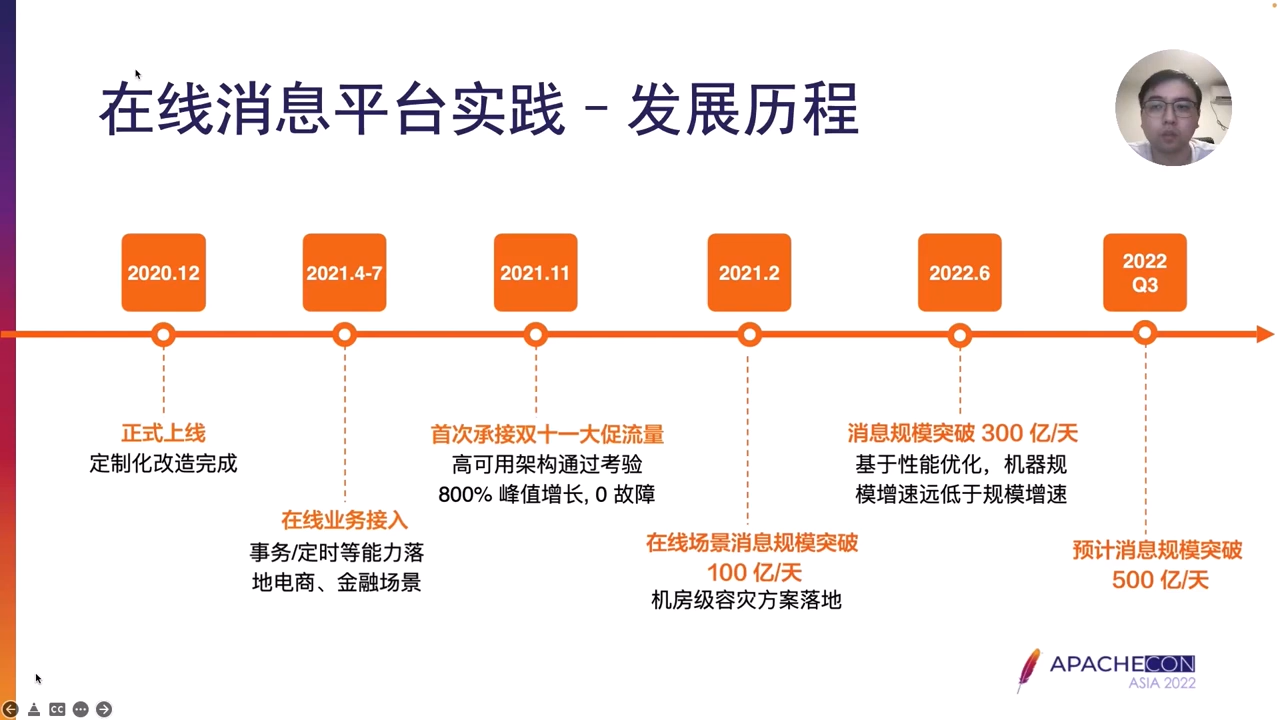 在线消息平台实践 - 发展历程
2020.12
2021.4-7
2021.11
2021.2
2022.6
2022
Q3
正式上线
定制化改造完成
在线业务接入
事务/定时等能力落
地电商、金融场景
首次承接双十一大促流量
高可用架构通过考验
800% 峰值增长, 0 故障
在线场景消息规模突破
100 亿/天
机房级容灾方案落地
消息规模突破 300 亿/天
基于性能优化，机器规
模增速远低于规模增速
预计消息规模突破
500 亿/天
APACHECON
ASIA 2022
CC